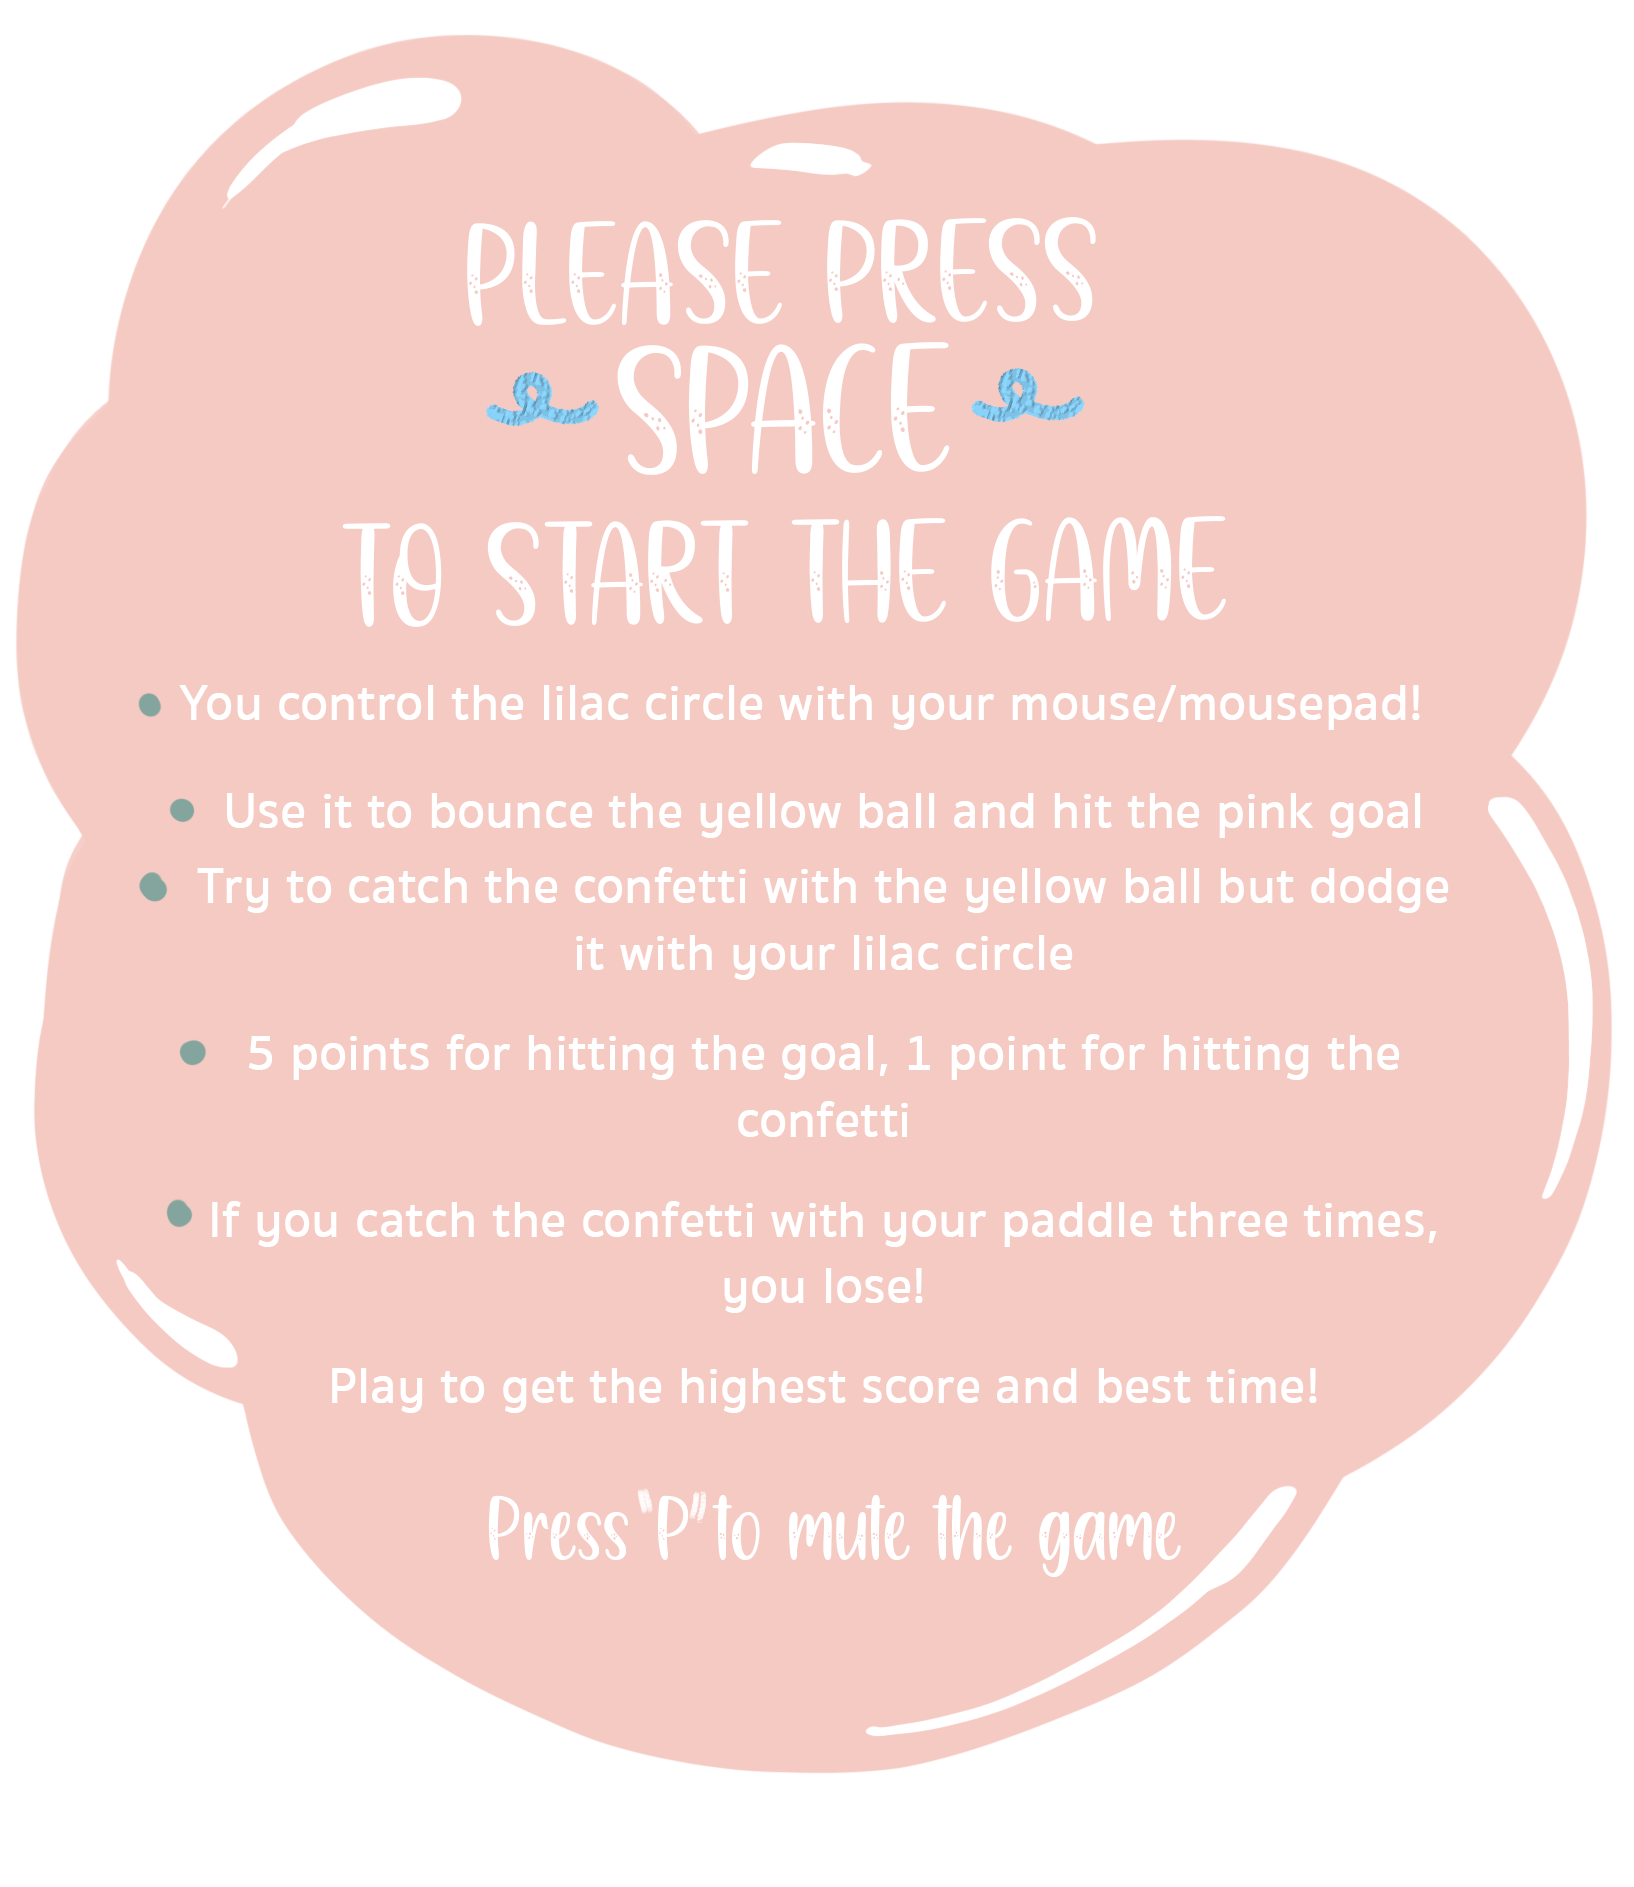 PLEASE PRESS
SPACE
TO START THE GAME
• You control the lilac circle with your mouse/mousepad!
• Use it to bounce the yellow ball and hit the pink goal
• Try to catch the confetti with the yellow ball but dodge
it with your lilac circle
• 5 points for hitting the goal, 1 point for hitting the
confetti
• If you catch the confetti with your paddle three times,
you lose!
Play to get the highest score and best time!
Press "P" to mute the game